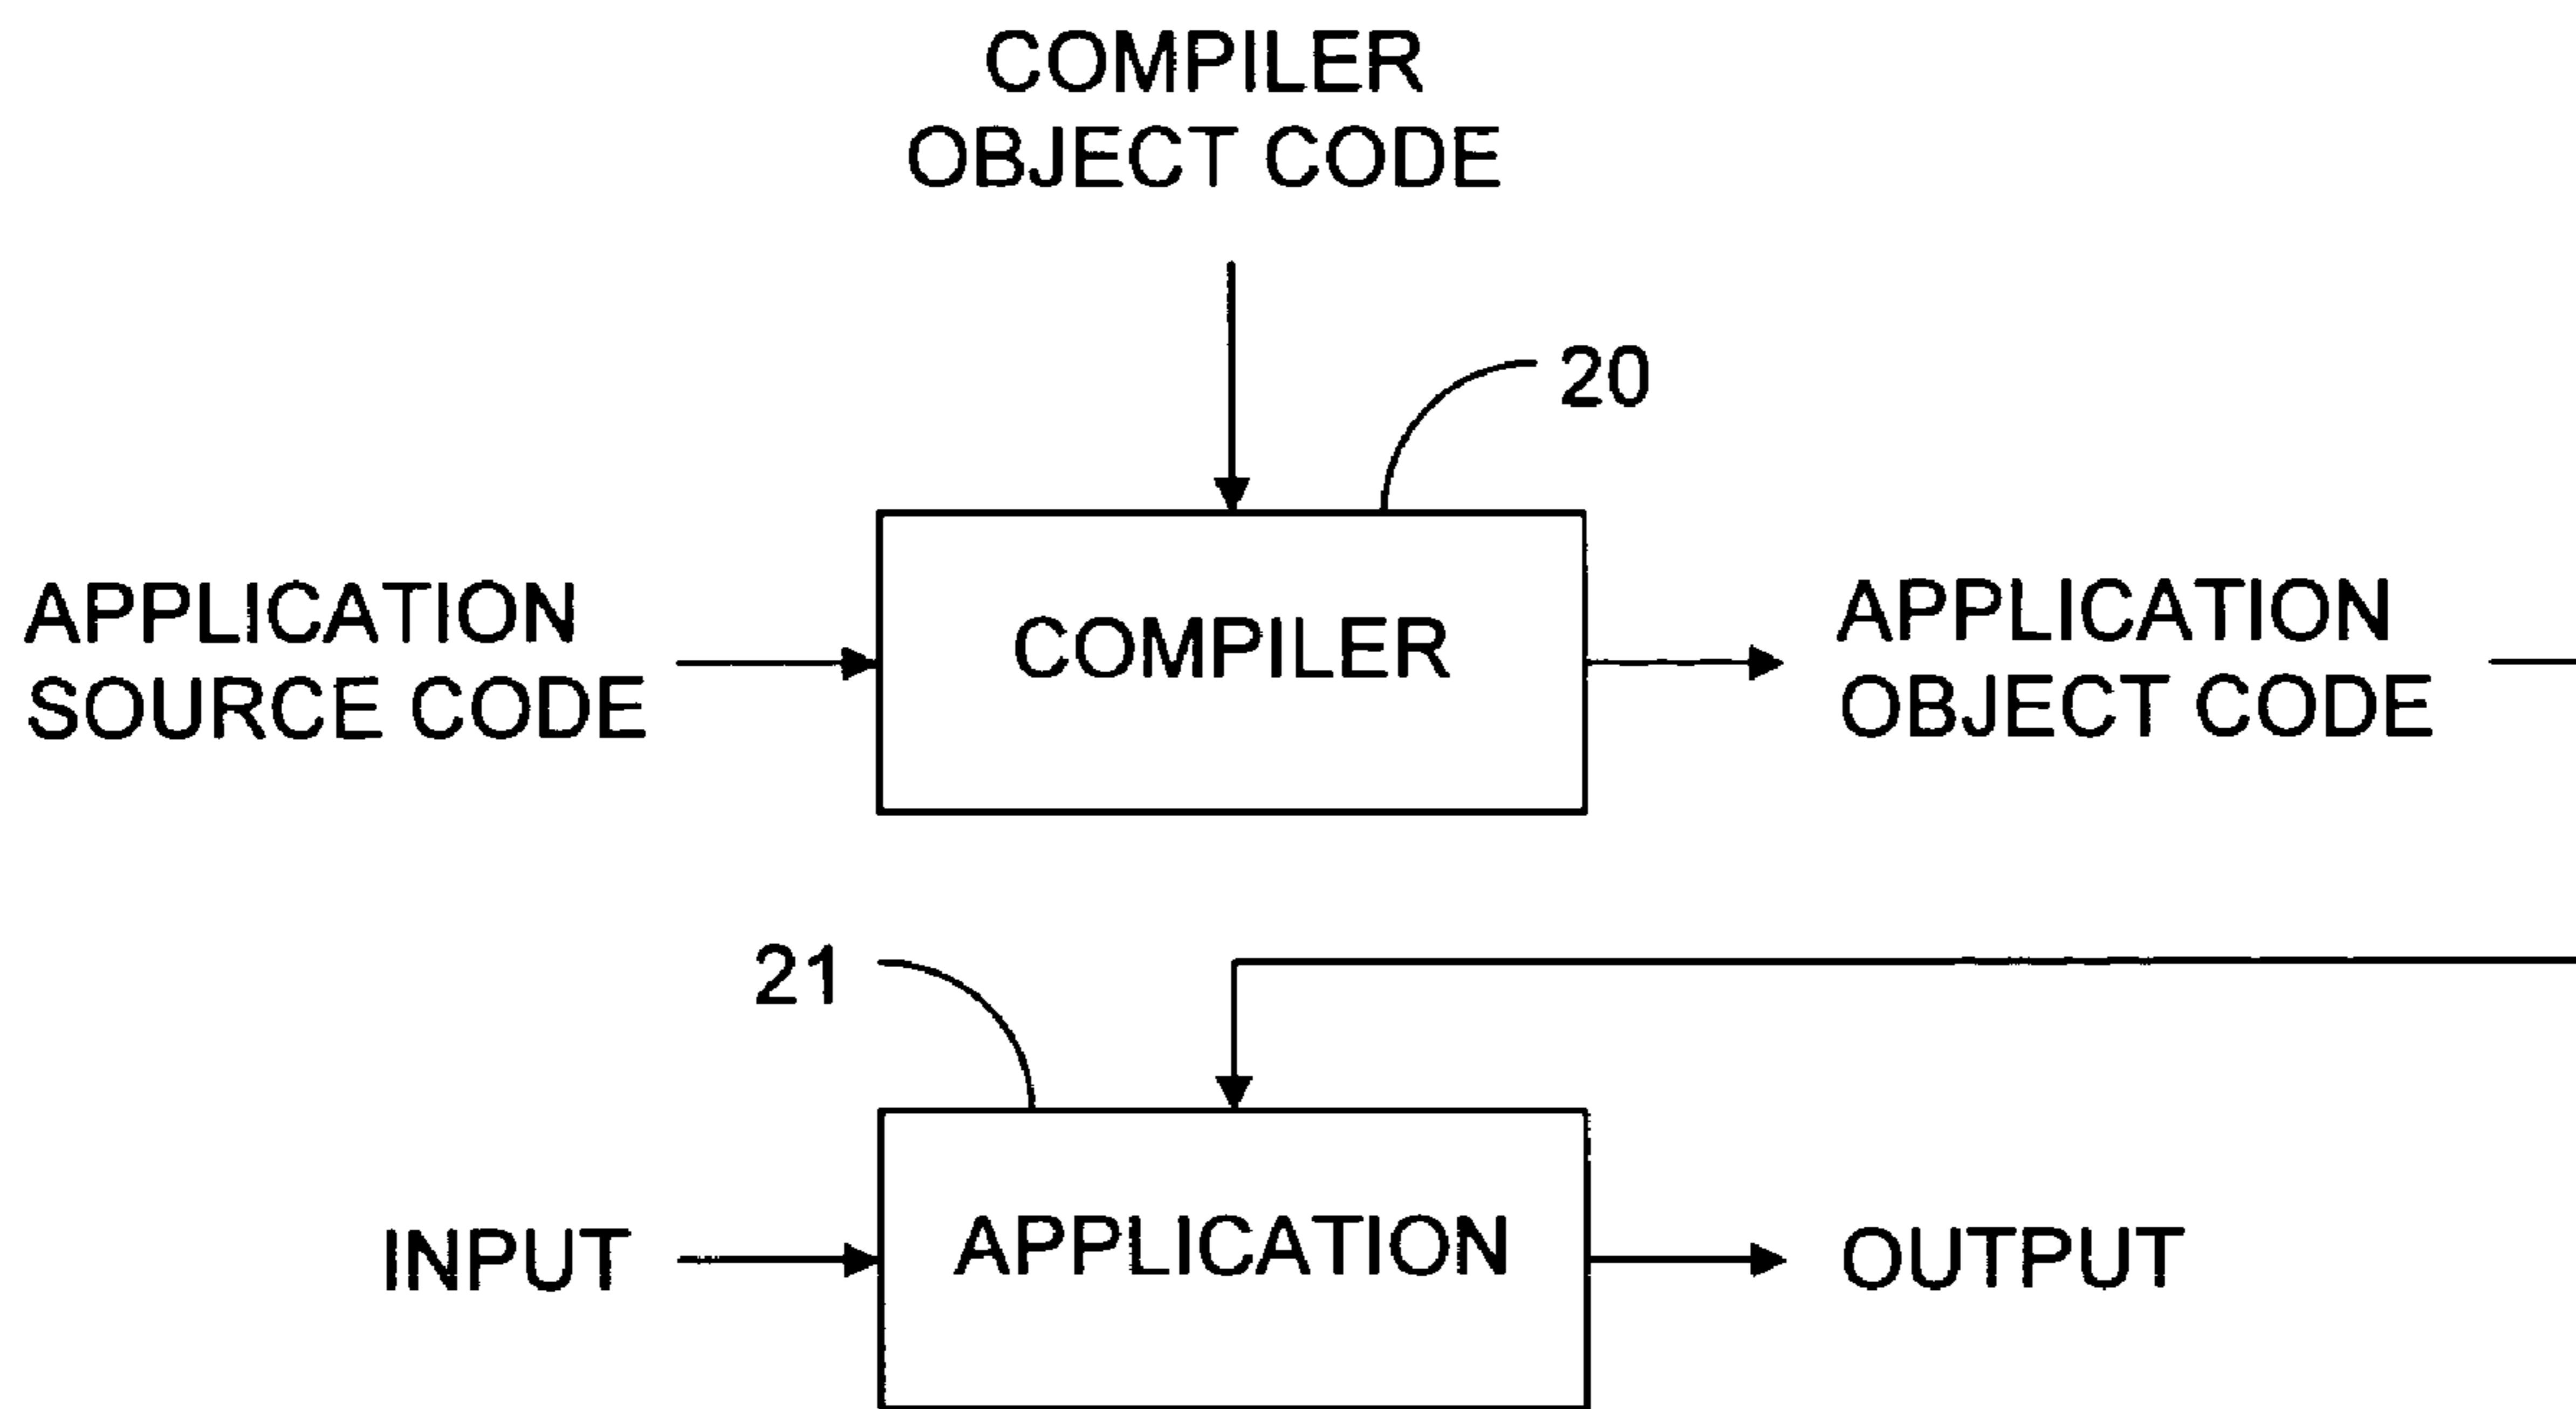 COMPILER
OBJECT CODE
20
APPLICATION
SOURCE CODE
COMPILER
APPLICATION
OBJECT CODE
21
INPUT
APPLICATION
OUTPUT